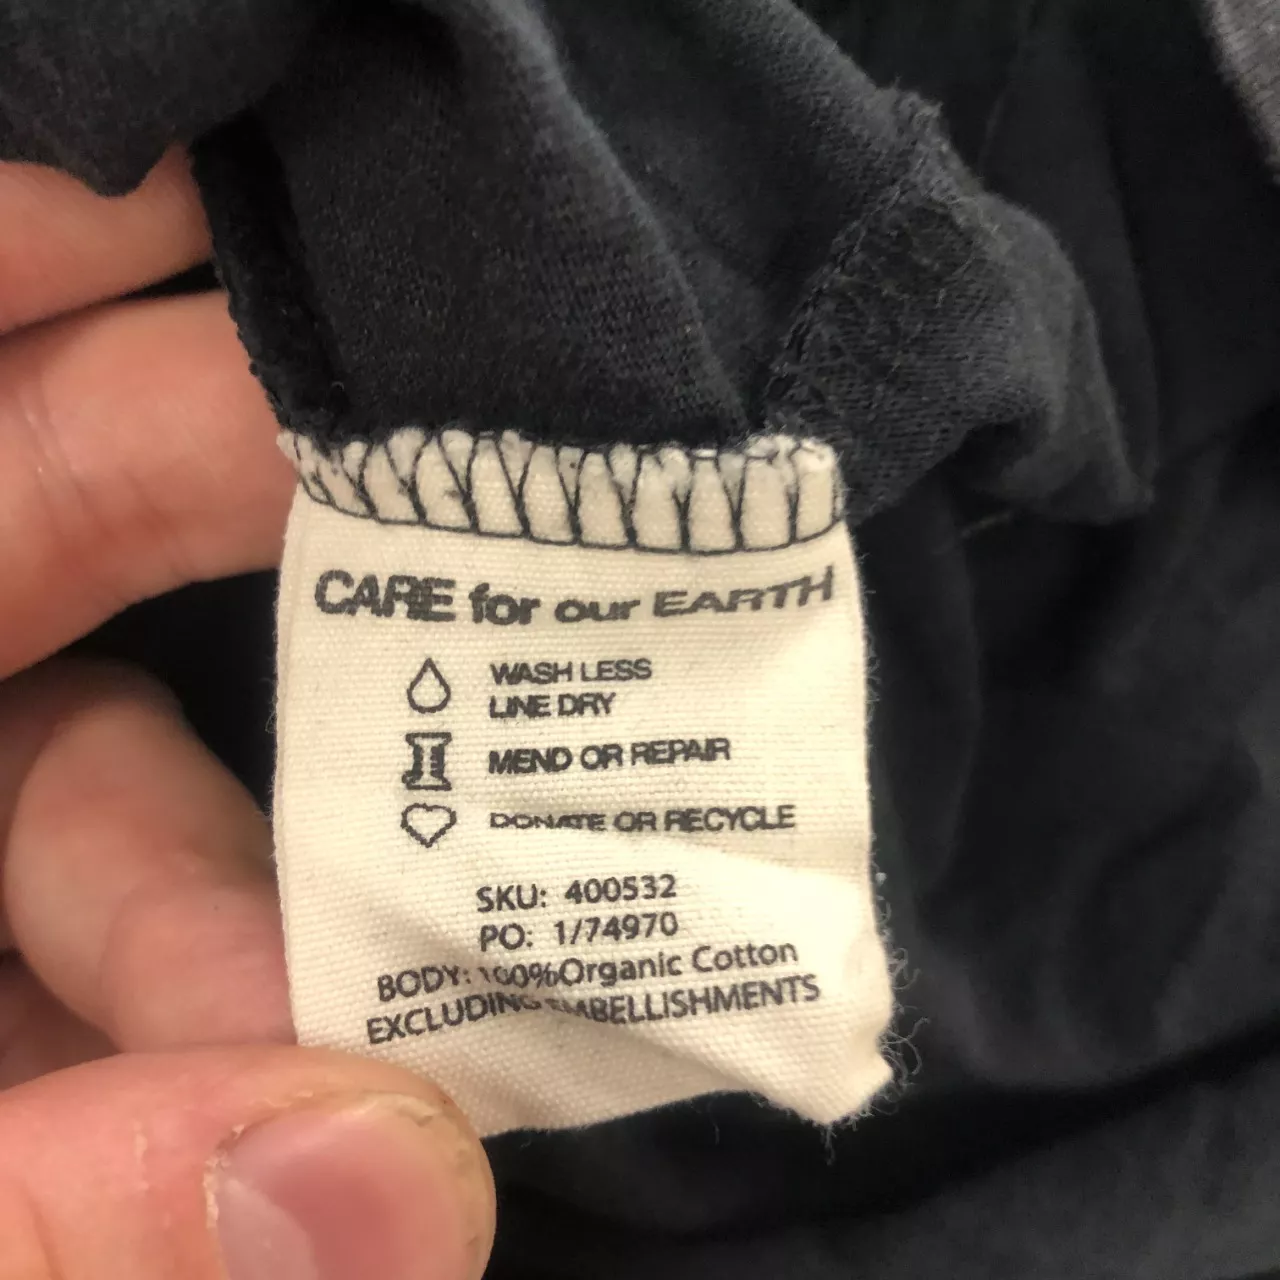 CARE for our EARTH
WASH LESS
LINE DRY
MEND OR REPAIR
DONATE OR RECYCLE
SKU: 400532
PO: 1/74970
BODY: 100%Organic Cotton
EXCLUDING EMBELLISHMENTS